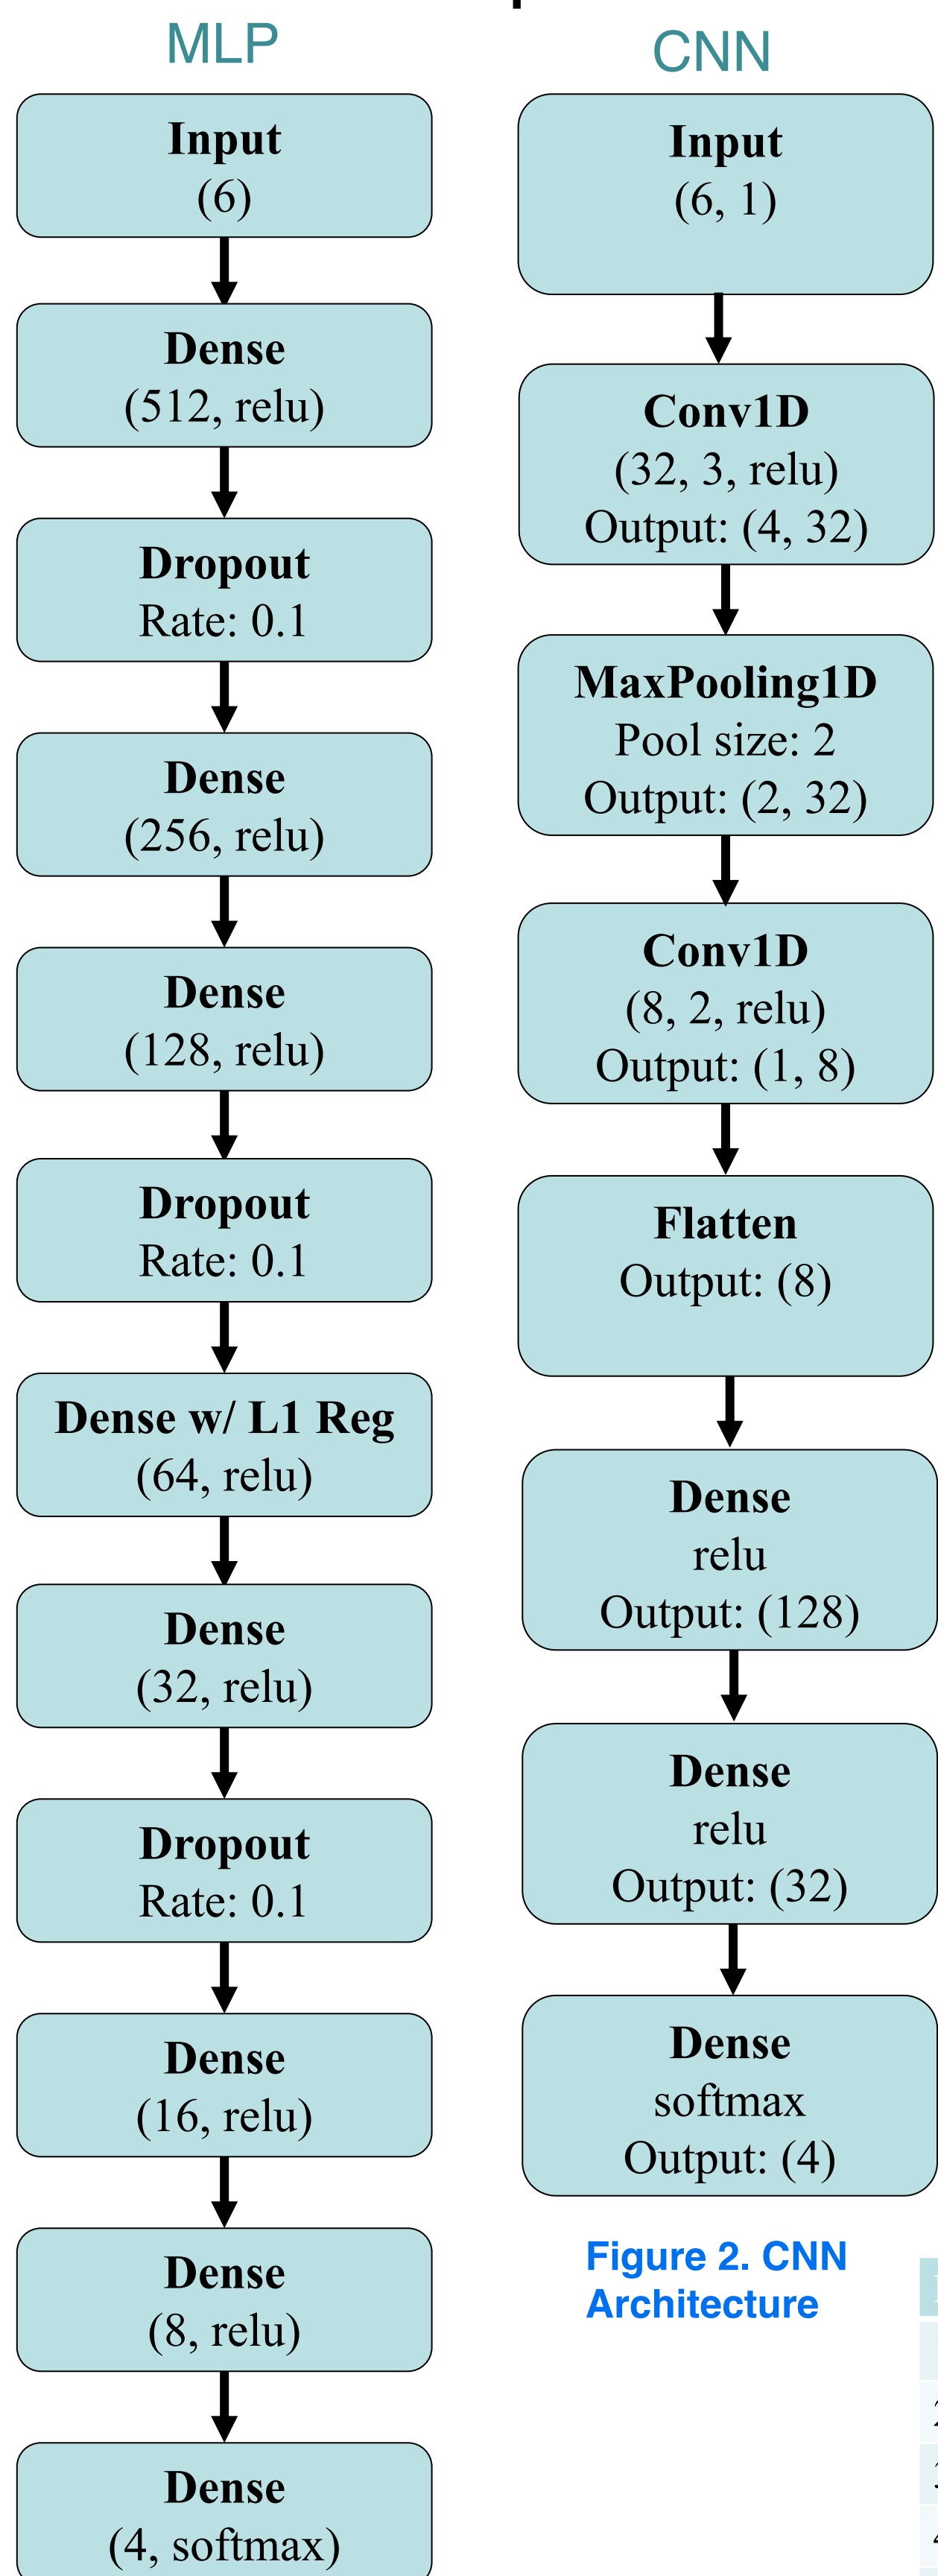 MLP
Input
(6)
Dense
(512, relu)
Dropout
Rate: 0.1
Dense
(256, relu)
Dense
(128, relu)
Dropout
Rate: 0.1
Dense w/ L1 Reg
(64, relu)
Dense
(32, relu)
Dropout
Rate: 0.1
Dense
(16, relu)
Dense
(8, relu)
Dense
(4, softmax)
CNN
Input
(6, 1)
Conv1D
(32, 3, relu)
Output: (4, 32)
MaxPooling1D
Pool size: 2
Output: (2, 32)
Conv1D
(8, 2, relu)
Output: (1, 8)
Flatten
Output: (8)
Dense
relu
Output: (128)
Dense
relu
Output: (32)
Dense
softmax
Output: (4)
Figure 2. CNN
Architecture